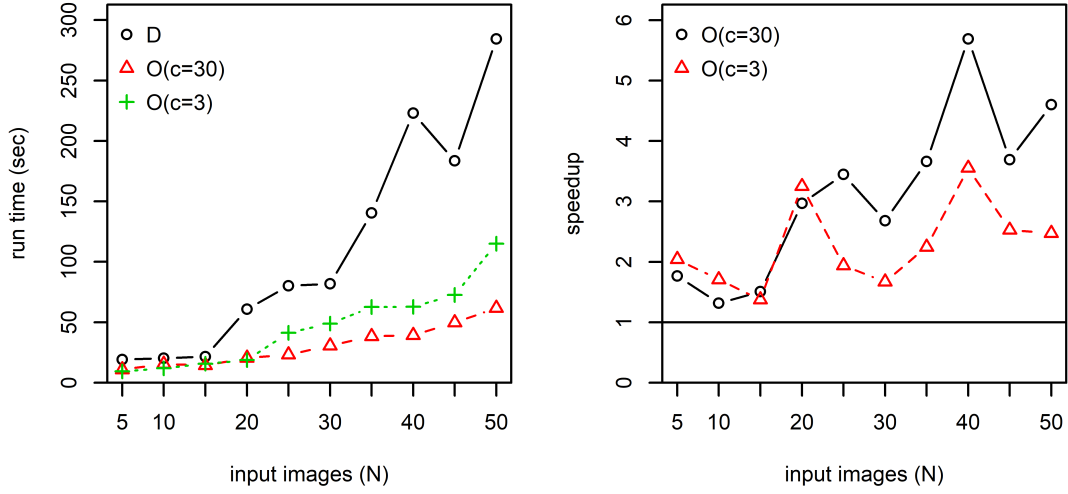 D
O(c=30)
O(c=3)
run time (sec)
0 50 100 150 200 250 300
5 10 20 30 40 50
input images (N)
O(c=30)
O(c=3)
speedup
0 1 2 3 4 5 6
5 10 20 30 40 50
input images (N)